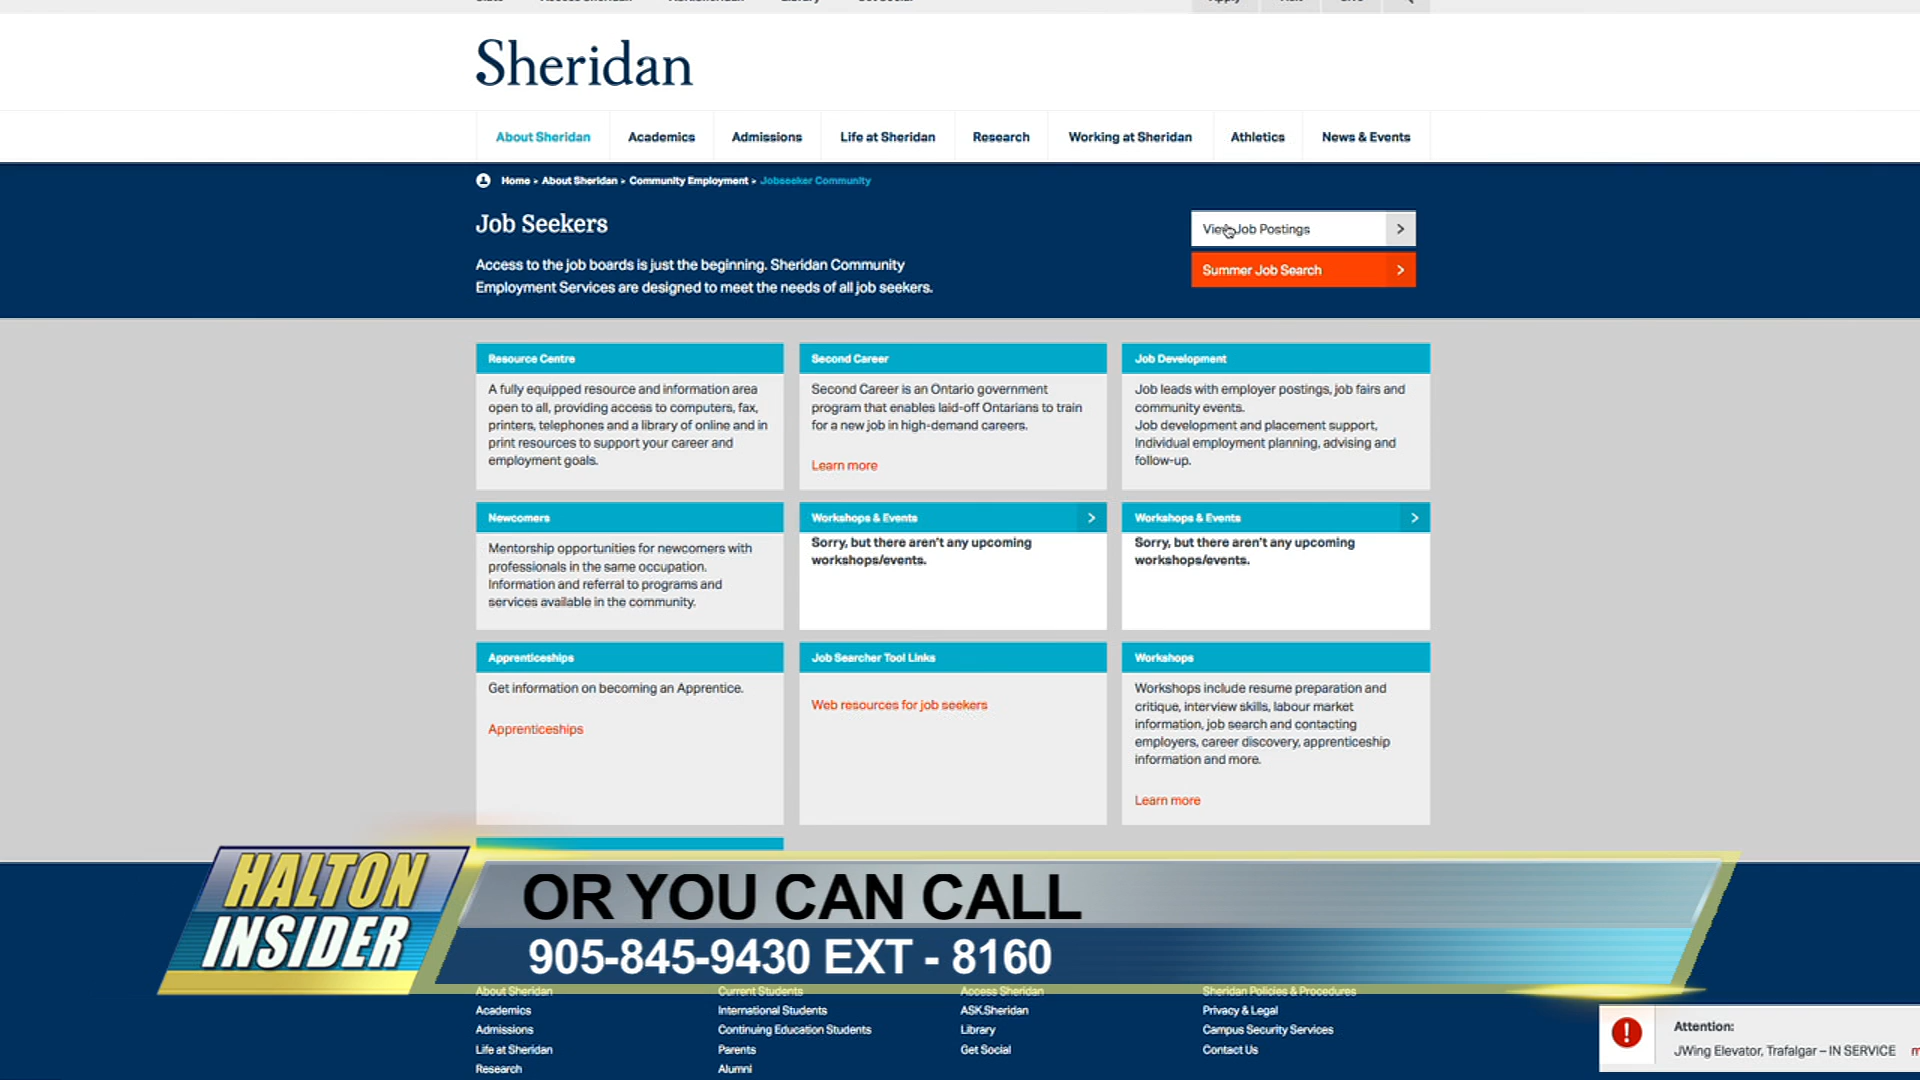 Sheridan
About Sheridan Academics Admissions Life at Sheridan Research Working at Sheridan Athletics News & Events
Home > About Sheridan > Community Employment > Jobseeker Community
Job Seekers
Access to the job boards is just the beginning. Sheridan Community
Employment Services are designed to meet the needs of all job seekers.
View Job Postings
Summer Job Search
Resource Centre
A fully equipped resource and information area
open to all, providing access to computers, fax,
printers, telephones and a library of online and in
print resources to support your career and
employment goals.
Second Career
Second Career is an Ontario government
program that enables laid-off Ontarians to train
for a new job in high-demand careers.
Learn more
Job Development
Job leads with employer postings, job fairs and
community events.
Job development and placement support,
Individual employment planning, advising and
follow-up.
Newcomers
Mentorship opportunities for newcomers with
professionals in the same occupation.
Information and referral to programs and
services available in the community.
Workshops & Events
Sorry, but there aren't any upcoming
workshops/events.
Workshops & Events
Sorry, but there aren't any upcoming
workshops/events.
Apprenticeships
Get information on becoming an Apprentice.
Apprenticeships
Job Searcher Tool Links
Web resources for job seekers
Workshops
Workshops include resume preparation and
critique, interview skills, labour market
information, job search and contacting
employers, career discovery, apprenticeship
information and more.
Learn more
HALTON
INSIDER
OR YOU CAN CALL
905-845-9430 EXT - 8160
About Sheridan
Academics
Admissions
Life at Sheridan
Research
Current Students
International Students
Continuing Education Students
Parents
Alumni
Access Sheridan
ASK.Sheridan
Library
Get Social
Sheridan Policies & Procedures
Privacy & Legal
Campus Security Services
Contact Us
Attention:
JWing Elevator, Trafalgar – IN SERVICE